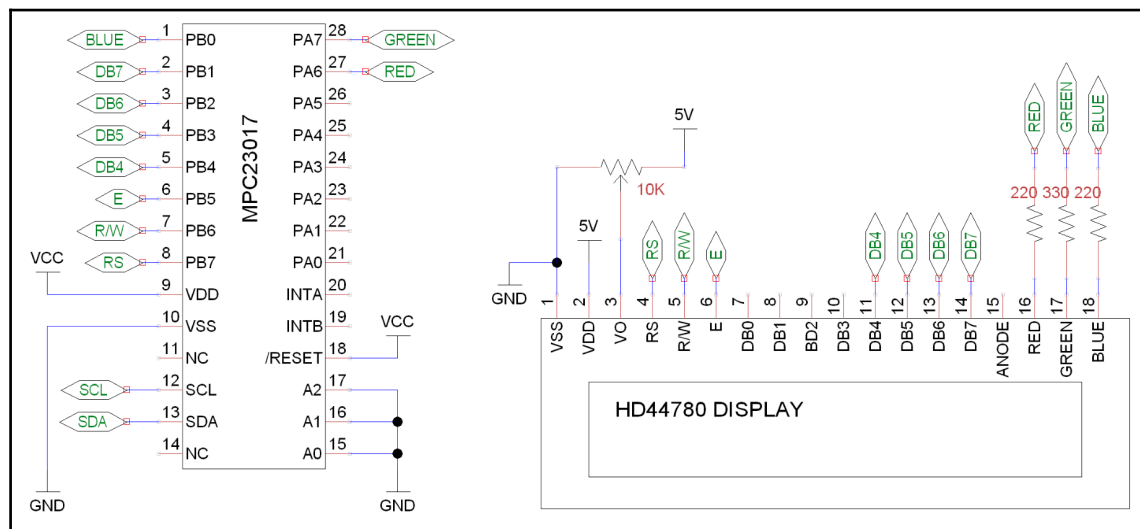 BLUE 1 PB0 PA7 28 GREEN
DB7 2 PB1 PA6 27 RED
DB6 3 PB2 PA5 26
DB5 4 PB3 PA4 25
DB4 5 PB4 PA3 24
E 6 PB5 PA2 23
R/W 7 PB6 PA1 22
RS 8 PB7 PA0 21
VCC
9 VDD INTA 20
10 VSS INTB 19
VCC
11 NC /RESET 18
SCL 12 SCL A2 17
SDA 13 SDA A1 16
14 NC A0 15
GND
GND
MPC23017
5V
10K
5V
GND
RS R/W E
DB4 DB5 DB6 DB7
RED GREEN BLUE
220 330 220
1 2 3 4 5 6 7 8 9 10 11 12 13 14 15 16 17 18
VSS VDD VO RS R/W E DB0 DB1 BD2 DB3 DB4 DB5 DB6 DB7 ANODE RED GREEN BLUE
HD44780 DISPLAY